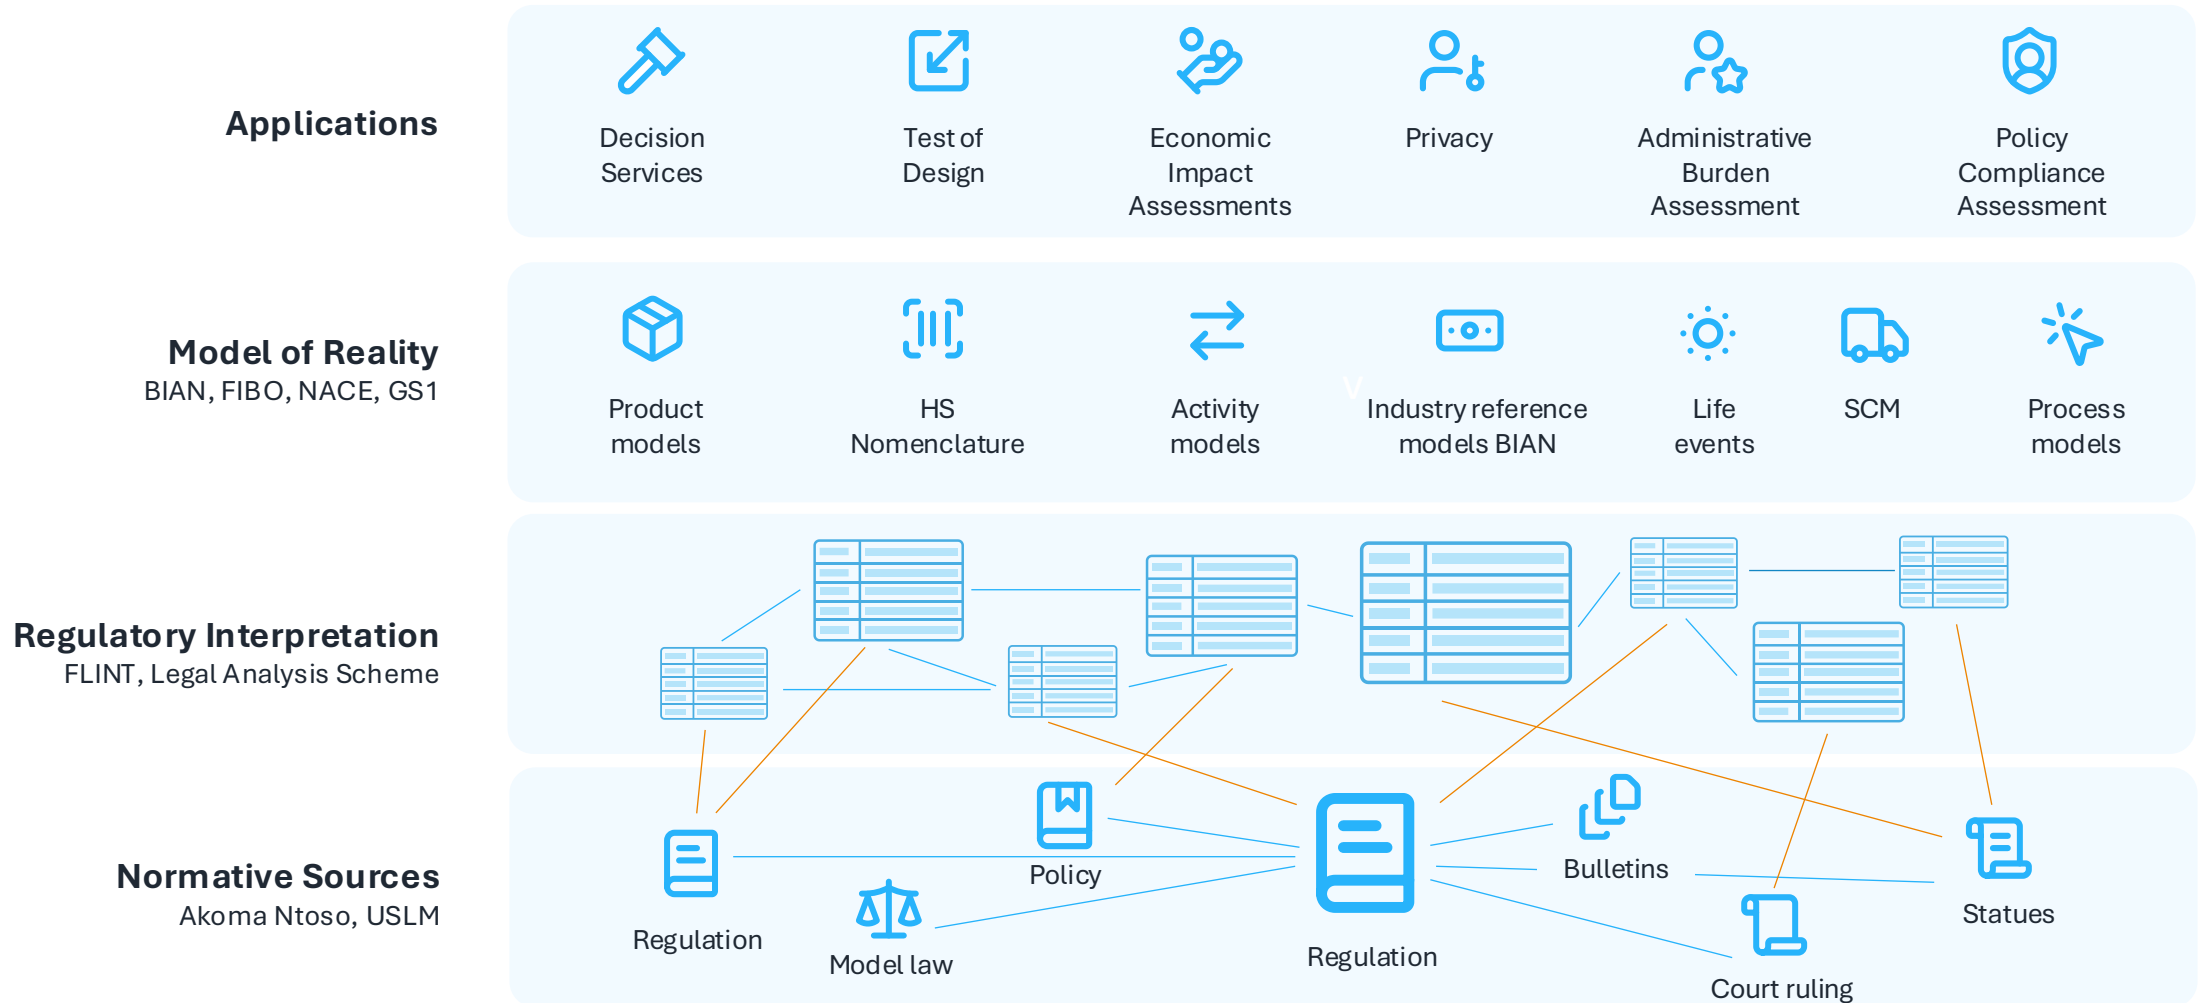 Applications
Decision
Services
Test of
Design
Economic
Impact
Assessments
Privacy
Administrative
Burden
Assessment
Policy
Compliance
Assessment
Model of Reality
BIAN, FIBO, NACE, GS1
Product
models
HS
Nomenclature
Activity
models
V
Industry reference
models BIAN
Life
events
SCM
Process
models
Regulatory Interpretation
FLINT, Legal Analysis Scheme
Normative Sources
Akoma Ntoso, USLM
Regulation
Model law
Policy
Regulation
Bulletins
Court ruling
Statues